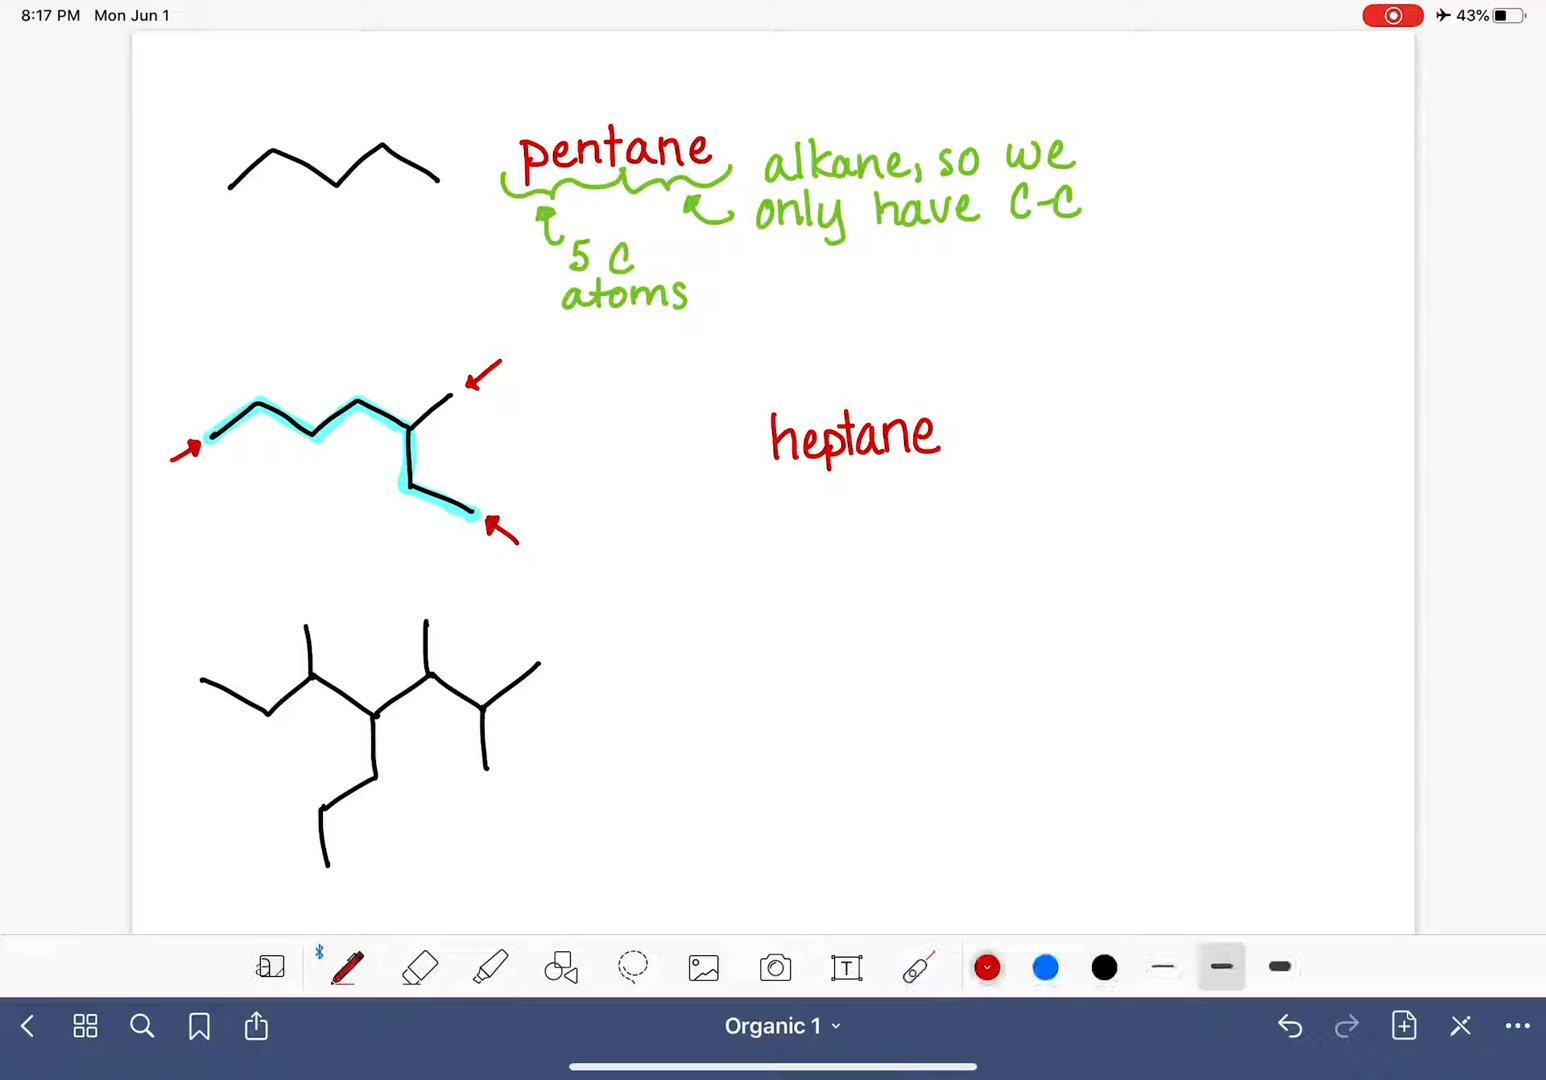 8:17 PM Mon Jun 1
43%
pentane
alkane, so we
only have C-C
5 C
atoms
heptane
T
Organic 1